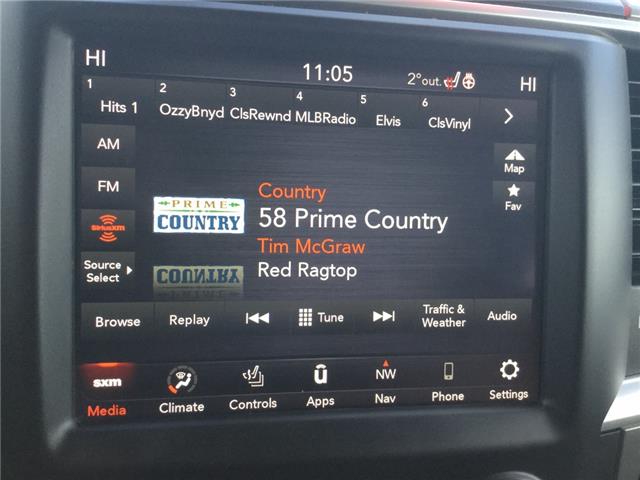 HI
11:05
2° out.
HI
1
Hits 1
2
OzzyBnyd
3
ClsRewnd
4
MLBRadio
5
Elvis
6
ClsVinyl
AM
FM
SiriusXM
Source
Select
PRIME
COUNTRY
Country
58 Prime Country
Tim McGraw
Red Ragtop
COUNTRY
Map
Fav
Browse
Replay
Tune
Traffic &
Weather
Audio
sxm
Media
Climate
Controls
ū
Apps
NW
Nav
Phone
Settings